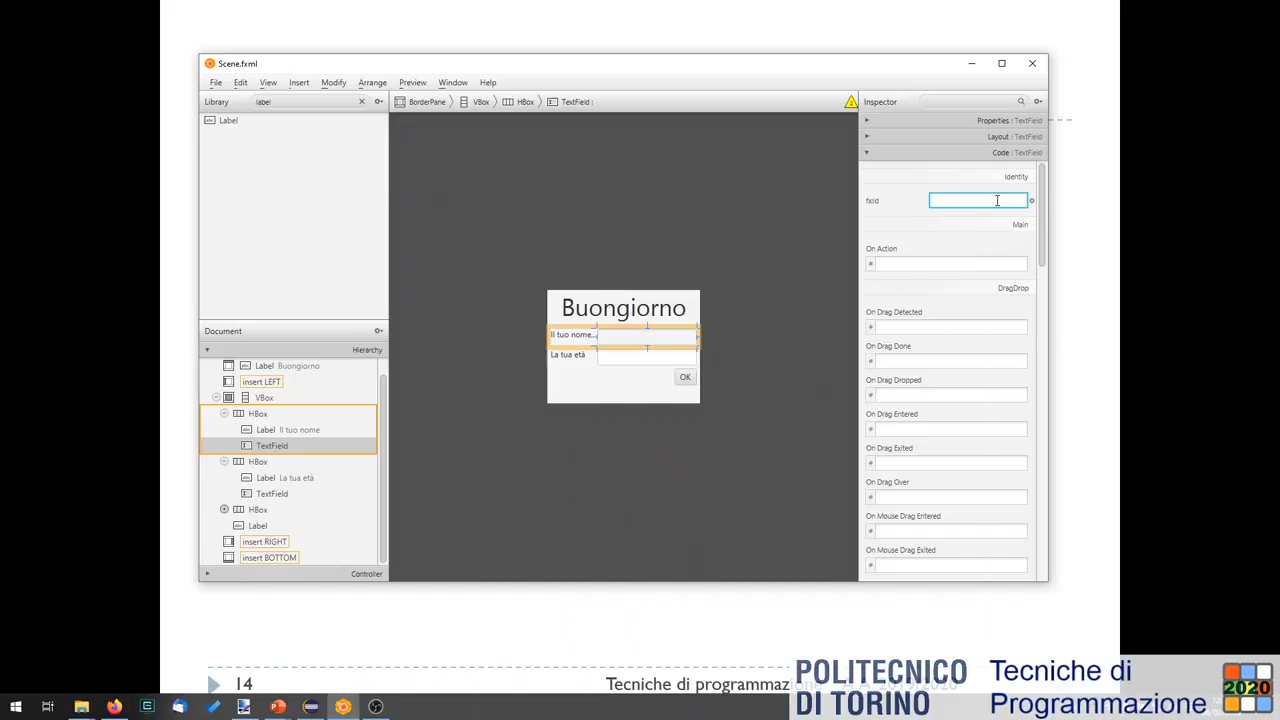 Scene.fxml
File Edit View Insert Modify Arrange Preview Window Help
Library label
BorderPane VBox HBox TextField :
Inspector
Label
Properties : TextField
Layout : TextField
Code : TextField
Identity
fx:id
Main
On Action
#
DragDrop
On Drag Detected
#
On Drag Done
#
On Drag Dropped
#
On Drag Entered
#
On Drag Exited
#
On Drag Over
#
On Mouse Drag Entered
#
On Mouse Drag Exited
#
Buongiorno
Il tuo nome
La tua età
OK
Document
Hierarchy
Label Buongiorno
insert LEFT
VBox
HBox
Label Il tuo nome
TextField
HBox
Label La tua età
TextField
HBox
Label
insert RIGHT
insert BOTTOM
Controller
14
Tecniche di programmazione A.A. 2019/2020
POLITECNICO
DI TORINO
Tecniche di
Programmazione
2020